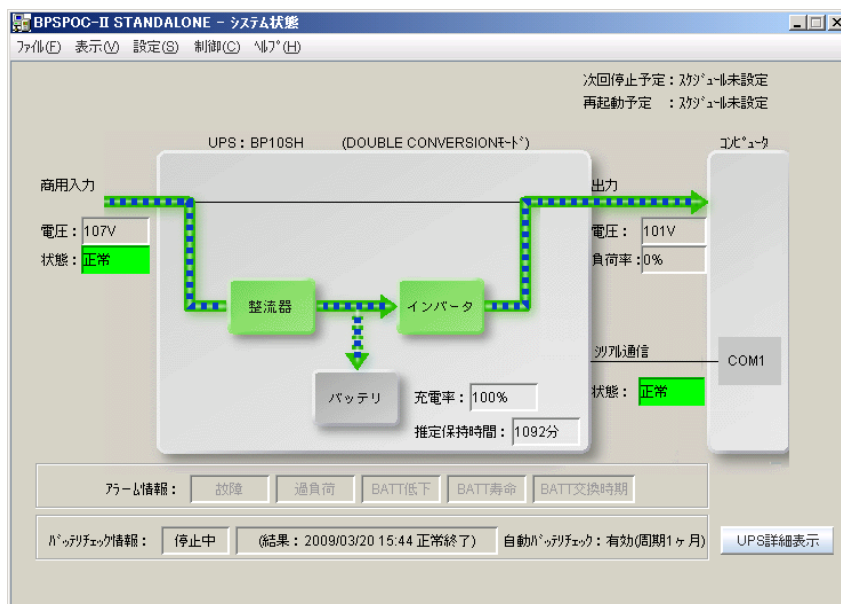 BPSPOC-II STANDALONE - システム状態
ファイル(F) 表示(V) 設定(S) 制御(C) ヘルプ(H)
次回停止予定：スケジュール未設定
再起動予定 ：スケジュール未設定
UPS：BP10SH (DOUBLE CONVERSIONモード) コンピュータ
商用入力 出力
電圧：107V 電圧：101V
状態：正常 負荷率：0%
整流器 インバータ
シリアル通信 COM1
バッテリ 充電率：100% 状態：正常
推定保持時間：1092分
アラーム情報： 故障 過負荷 BATT低下 BATT寿命 BATT交換時期
バッテリチェック情報： 停止中 (結果：2009/03/20 15:44 正常終了) 自動バッテリチェック：有効(周期1ヶ月) UPS詳細表示